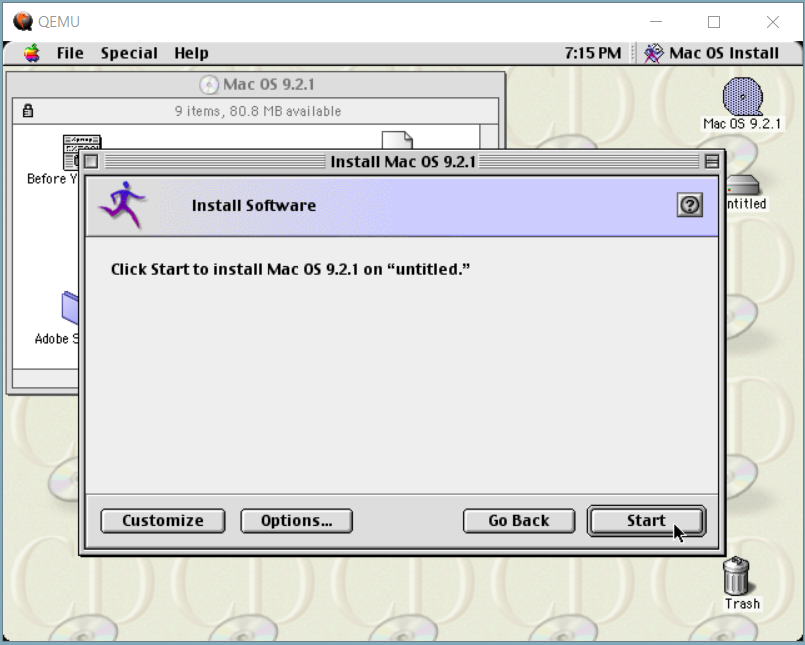 QEMU
File Special Help 7:15 PM Mac OS Install
Mac OS 9.2.1
9 items, 80.8 MB available
Mac OS 9.2.1
Before Y
Install Mac OS 9.2.1
Install Software
ntitled
Click Start to install Mac OS 9.2.1 on “untitled.”
Adobe S
Customize Options... Go Back Start
Trash